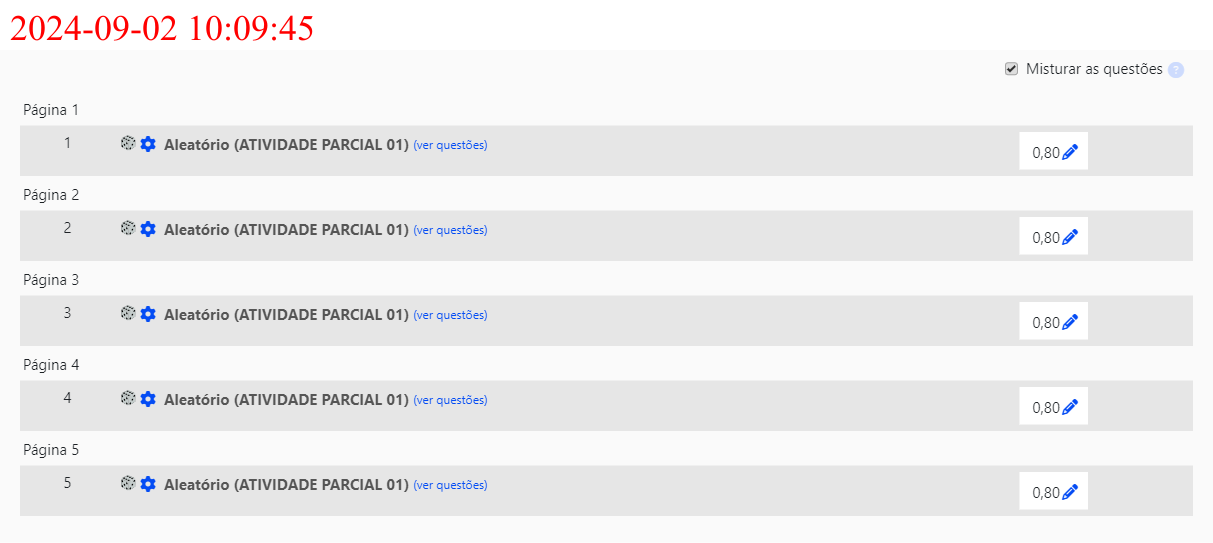 2024-09-02 10:09:45
Misturar as questões ?
Página 1
1 Aleatório (ATIVIDADE PARCIAL 01) (ver questões) 0,80
Página 2
2 Aleatório (ATIVIDADE PARCIAL 01) (ver questões) 0,80
Página 3
3 Aleatório (ATIVIDADE PARCIAL 01) (ver questões) 0,80
Página 4
4 Aleatório (ATIVIDADE PARCIAL 01) (ver questões) 0,80
Página 5
5 Aleatório (ATIVIDADE PARCIAL 01) (ver questões) 0,80